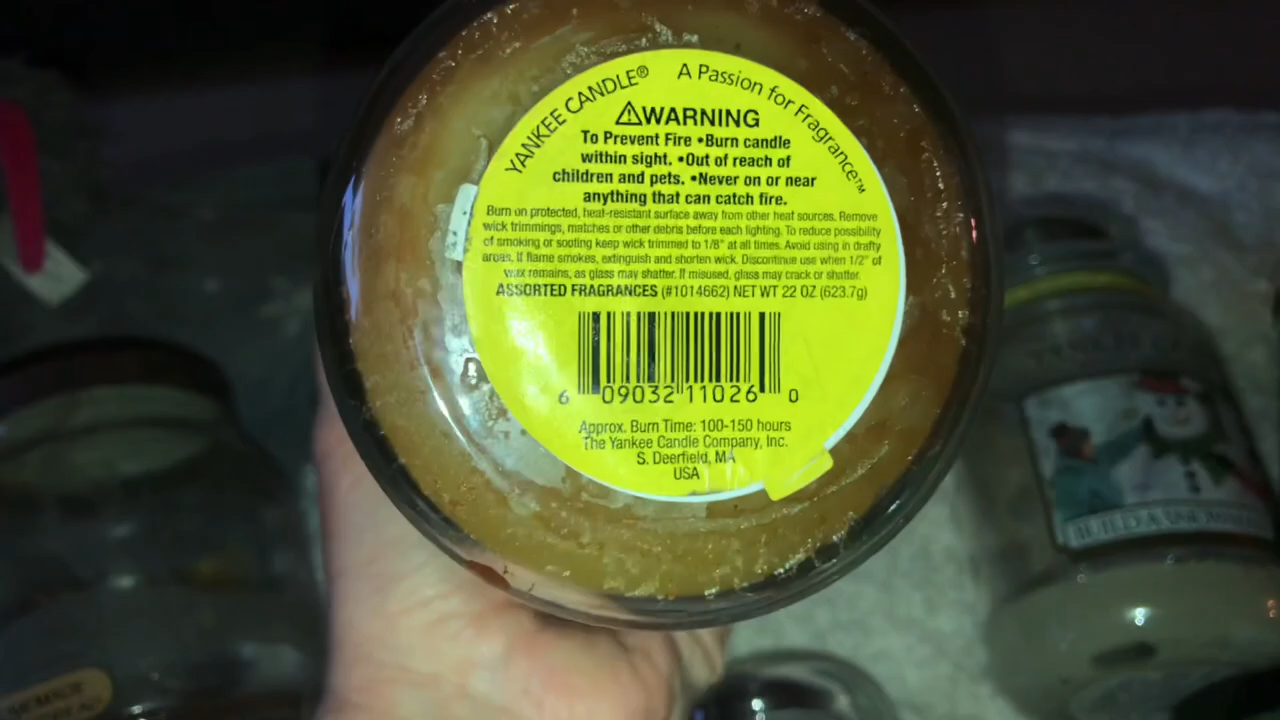 YANKEE CANDLE® A Passion for Fragrance™
⚠WARNING
To Prevent Fire •Burn candle
within sight. •Out of reach of
children and pets. •Never on or near
anything that can catch fire.
Burn on protected, heat-resistant surface away from other heat sources. Remove
wick trimmings, matches or other debris before each lighting. To reduce possibility
of smoking or sooting keep wick trimmed to 1/8" at all times. Avoid using in drafty
areas. If flame smokes, extinguish and shorten wick. Discontinue use when 1/2" of
wax remains, as glass may shatter. If misused, glass may crack or shatter.
ASSORTED FRAGRANCES (#1014662) NET WT 22 OZ (623.7g)
6 09032 11026 0
Approx. Burn Time: 100-150 hours
The Yankee Candle Company, Inc.
S. Deerfield, MA
USA
BUILD A SNOWMAN